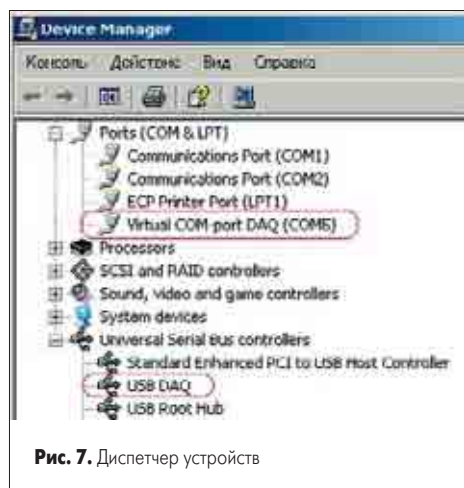 Device Manager
Консоль Действие Вид Справка
Ports (COM & LPT)
Communications Port (COM1)
Communications Port (COM2)
ECP Printer Port (LPT1)
Virtual COM-port DAQ (COM5)
Processors
SCSI and RAID controllers
Sound, video and game controllers
System devices
Universal Serial Bus controllers
Standard Enhanced PCI to USB Host Controller
USB DAQ
USB Root Hub
Рис. 7. Диспетчер устройств